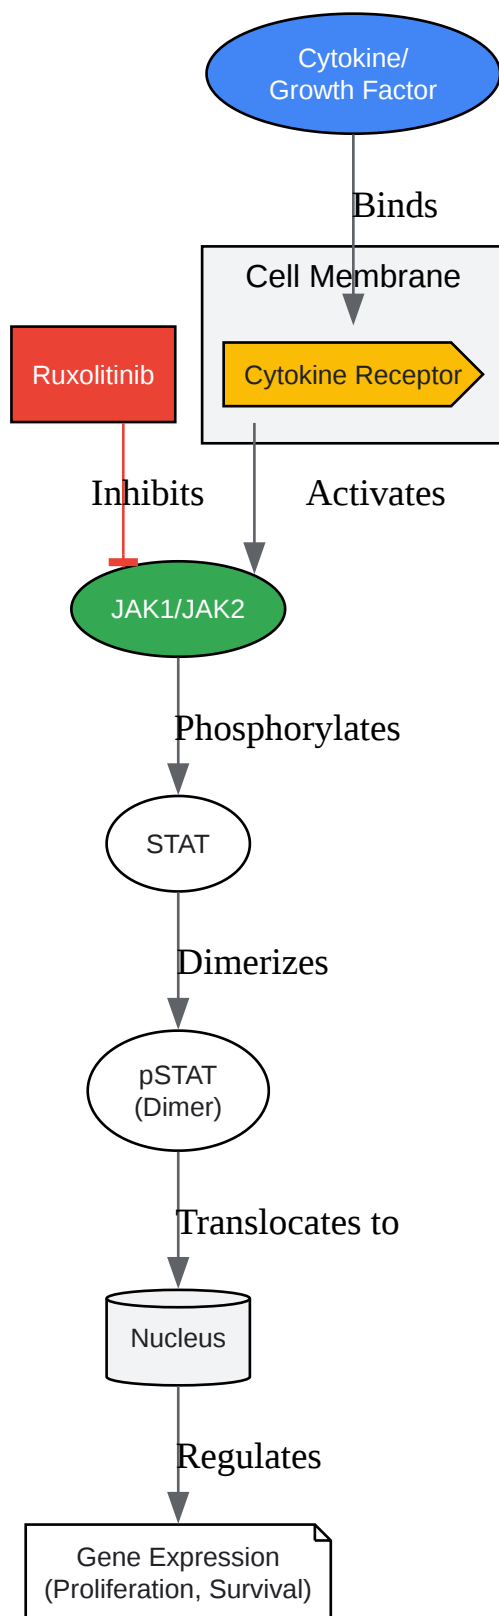 Cytokine/
Growth Factor
Binds
Cell Membrane
Ruxolitinib
Cytokine Receptor
Inhibits
Activates
JAK1/JAK2
Phosphorylates
STAT
Dimerizes
pSTAT
(Dimer)
Translocates to
Nucleus
Regulates
Gene Expression
(Proliferation, Survival)